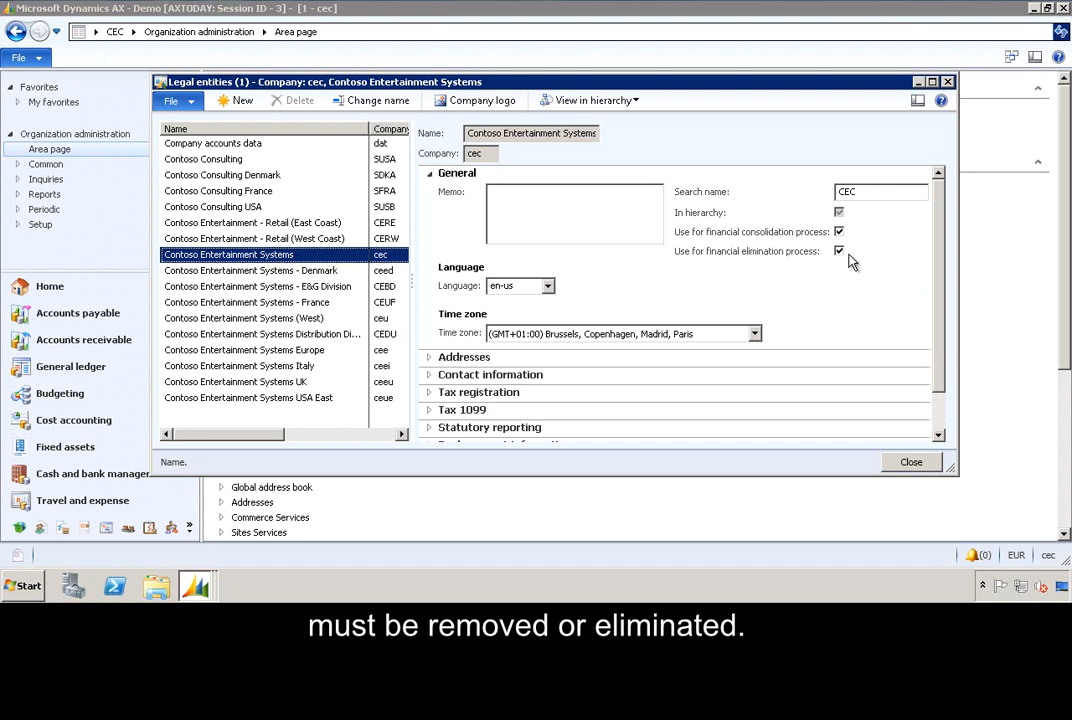 Microsoft Dynamics AX - Demo [AXTODAY: Session ID - 3] - [1 - cec]
CEC Organization administration Area page
File
Favorites
My favorites
Organization administration
Area page
Common
Inquiries
Reports
Periodic
Setup
Home
Accounts payable
Accounts receivable
General ledger
Budgeting
Cost accounting
Fixed assets
Cash and bank manager
Travel and expense
Legal entities (1) - Company: cec, Contoso Entertainment Systems
File New Delete Change name Company logo View in hierarchy
Name Company
Company accounts data dat
Contoso Consulting SUSA
Contoso Consulting Denmark SDKA
Contoso Consulting France SFRA
Contoso Consulting USA SUSB
Contoso Entertainment - Retail (East Coast) CERE
Contoso Entertainment - Retail (West Coast) CERW
Contoso Entertainment Systems cec
Contoso Entertainment Systems - Denmark ceed
Contoso Entertainment Systems - E&G Division CEBD
Contoso Entertainment Systems - France CEUF
Contoso Entertainment Systems (West) ceu
Contoso Entertainment Systems Distribution Di... CEDU
Contoso Entertainment Systems Europe cee
Contoso Entertainment Systems Italy ceei
Contoso Entertainment Systems UK ceeu
Contoso Entertainment Systems USA East ceue
Name: Contoso Entertainment Systems
Company: cec
General
Memo:
Search name: CEC
In hierarchy:
Use for financial consolidation process:
Use for financial elimination process:
Language
Language: en-us
Time zone
Time zone: (GMT+01:00) Brussels, Copenhagen, Madrid, Paris
Addresses
Contact information
Tax registration
Tax 1099
Statutory reporting
Name.
Close
Global address book
Addresses
Commerce Services
Sites Services
(0) EUR cec
Start
must be removed or eliminated.